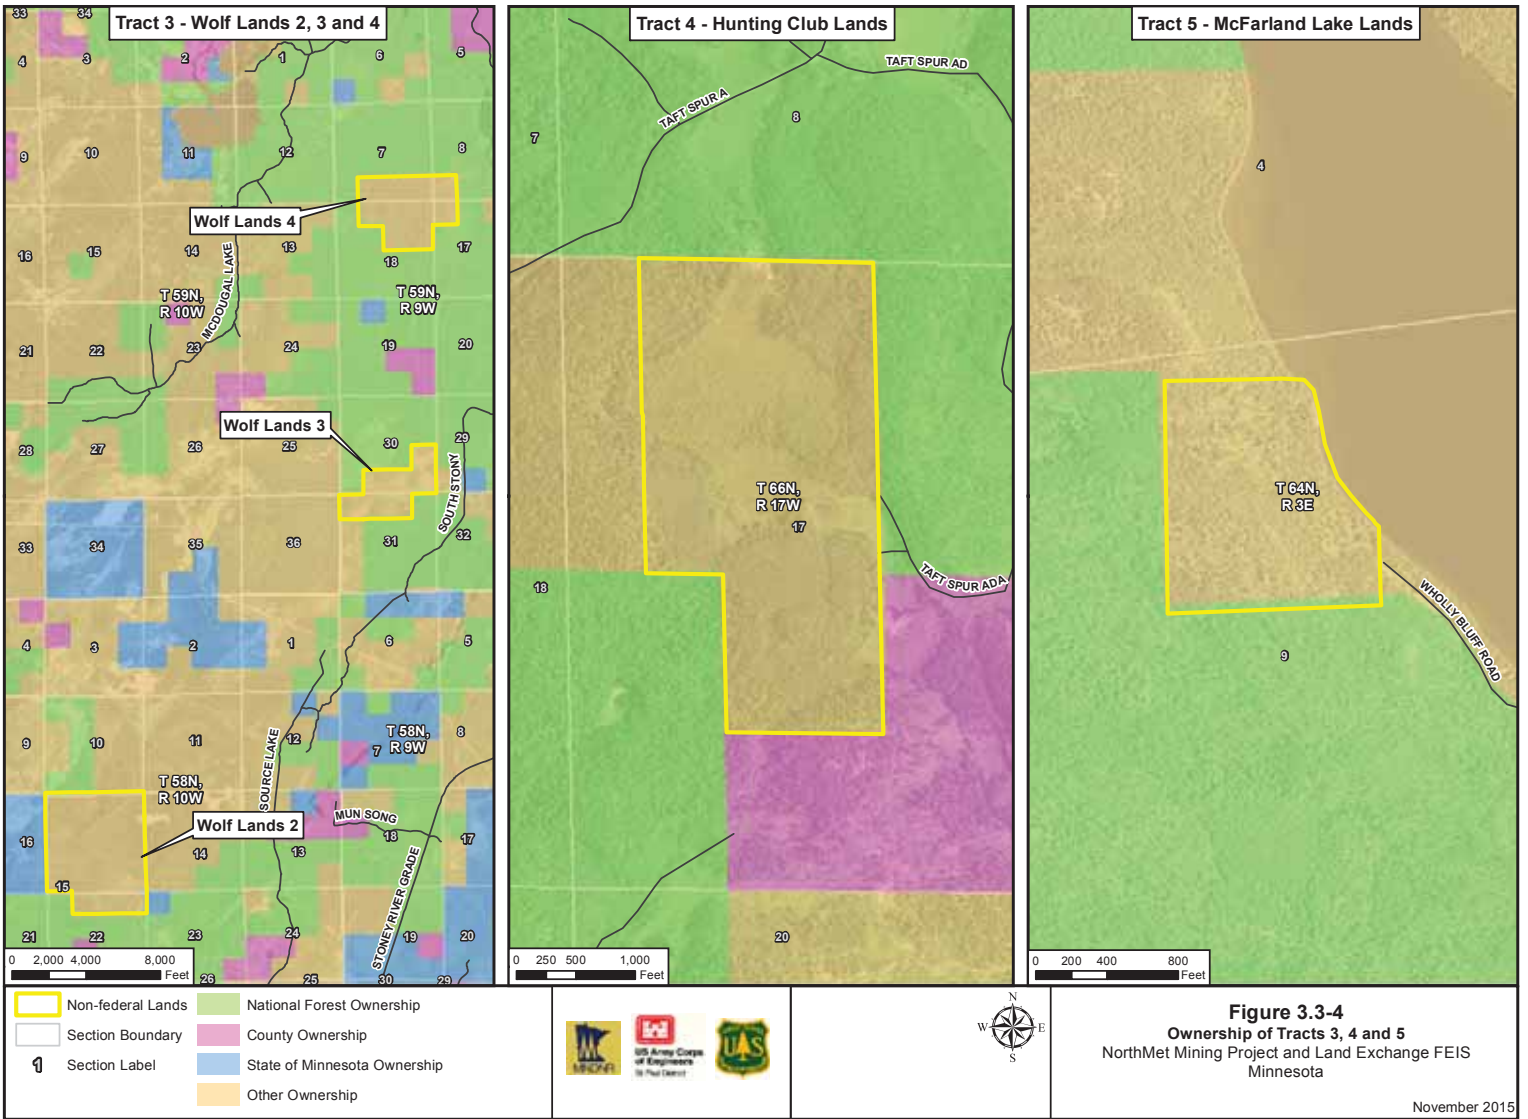 Tract 3 - Wolf Lands 2, 3 and 4
33 34
4 3 2 1 6 5
9 10 11 12 7 8
Wolf Lands 4
16 15 14 13 18 17
T 59N,
R 10W
T 59N,
R 9W
MCDOUGAL LAKE
21 22 23 24 19 20
Wolf Lands 3
28 27 26 25 30 29
SOUTH STONY
33 34 35 36 31 32
4 3 2 1 6 5
9 10 11 12 7 8
T 58N,
R 9W
T 58N,
R 10W
SOURCE LAKE
MUN SONG
Wolf Lands 2
16 15 14 13 18 17
STONEY RIVER GRADE
21 22 23 24 19 20
26 25 30 29
0 2,000 4,000 8,000
Feet
Tract 4 - Hunting Club Lands
TAFT SPUR A
TAFT SPUR AD
7 8
T 66N,
R 17W
17
18
TAFT SPUR ADA
20
0 250 500 1,000
Feet
Tract 5 - McFarland Lake Lands
4
T 64N,
R 3E
WHOLLY BLUFF ROAD
9
0 200 400 800
Feet
Non-federal Lands
Section Boundary
1 Section Label
National Forest Ownership
County Ownership
State of Minnesota Ownership
Other Ownership
MNDNR
US Army Corps
of Engineers
St Paul District
UAS
N
W E
S
Figure 3.3-4
Ownership of Tracts 3, 4 and 5
NorthMet Mining Project and Land Exchange FEIS
Minnesota
November 2015